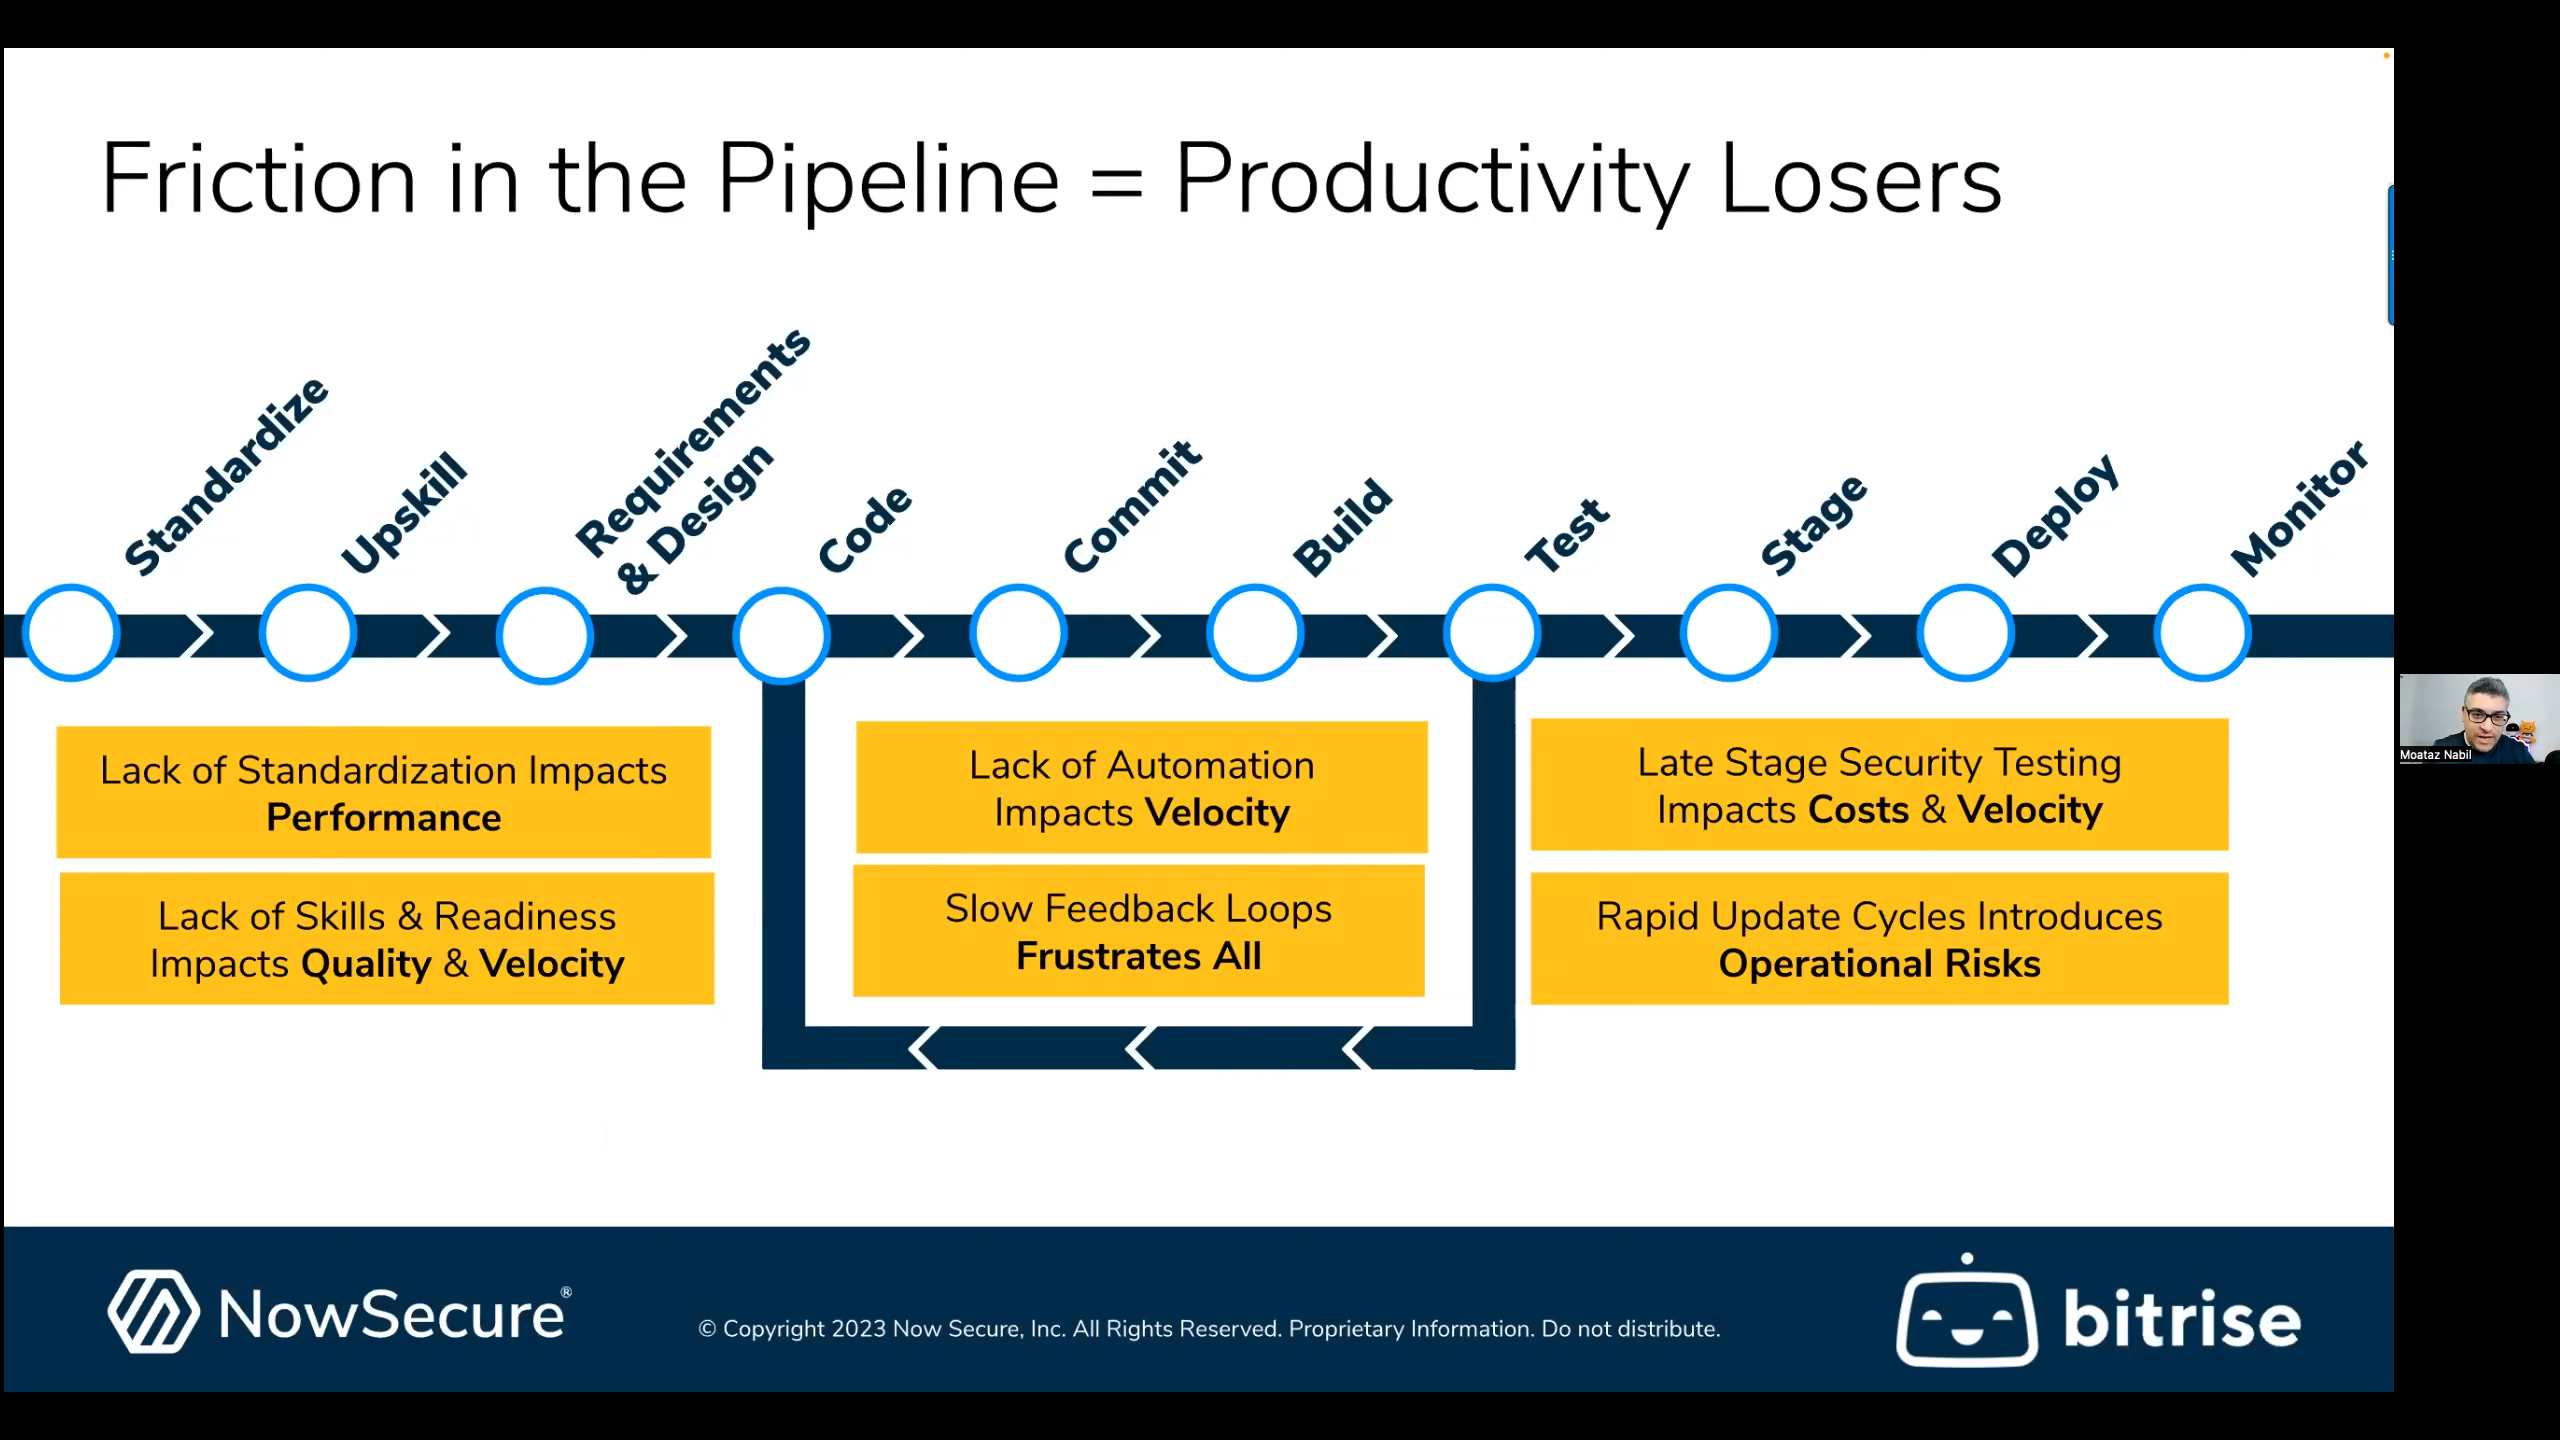 Friction in the Pipeline = Productivity Losers
Standardize
Upskill
Requirements
& Design
Code
Commit
Build
Test
Stage
Deploy
Monitor
Lack of Standardization Impacts
Performance
Lack of Skills & Readiness
Impacts Quality & Velocity
Lack of Automation
Impacts Velocity
Slow Feedback Loops
Frustrates All
Late Stage Security Testing
Impacts Costs & Velocity
Rapid Update Cycles Introduces
Operational Risks
Moataz Nabil
NowSecure®
© Copyright 2023 Now Secure, Inc. All Rights Reserved. Proprietary Information. Do not distribute.
bitrise